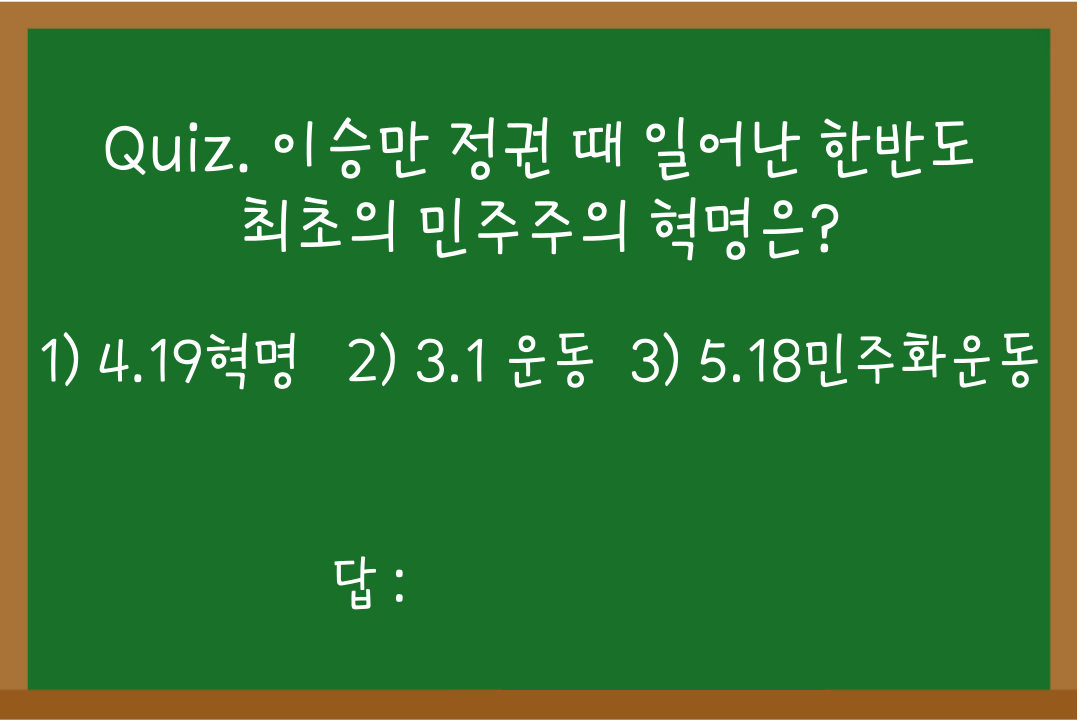 Quiz. 이승만 정권 때 일어난 한반도
최초의 민주주의 혁명은?
1) 4.19혁명 2) 3.1 운동 3) 5.18민주화운동
답 :